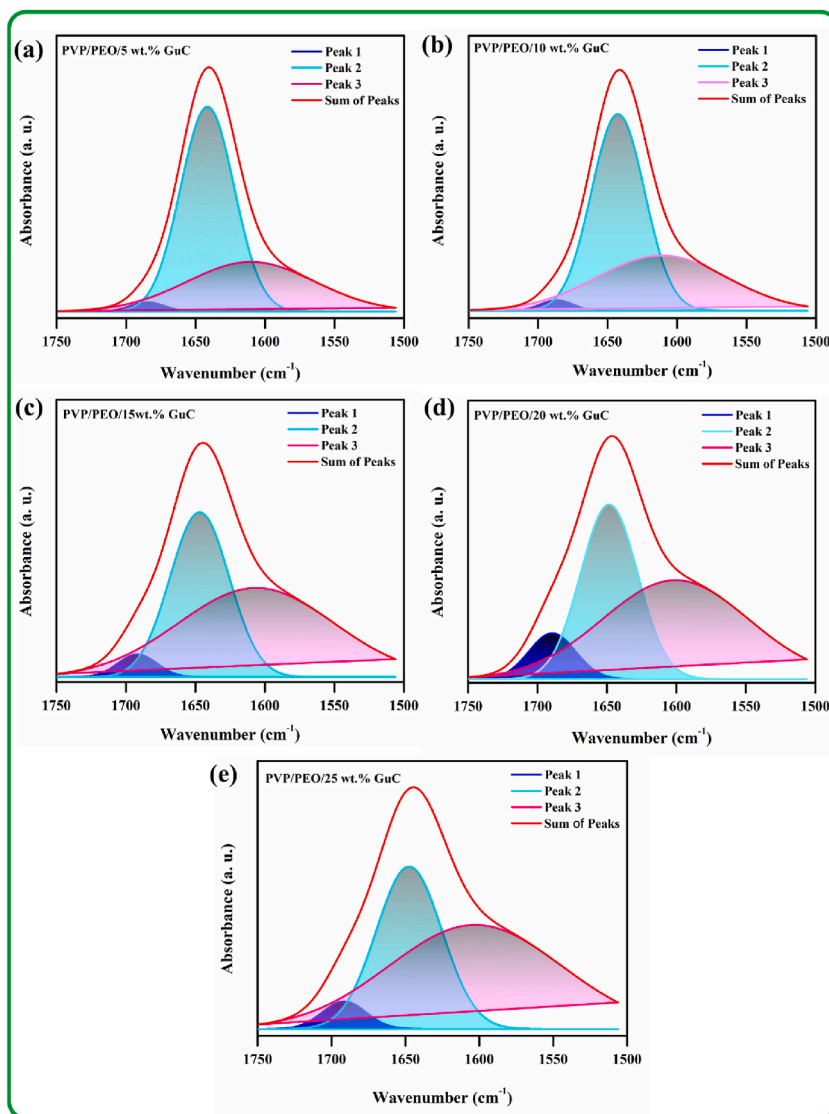 (a)
PVP/PEO/5 wt.% GuC
Peak 1
Peak 2
Peak 3
Sum of Peaks
Absorbance (a. u.)
1750 1700 1650 1600 1550 1500
Wavenumber (cm⁻¹)
(b)
PVP/PEO/10 wt.% GuC
Peak 1
Peak 2
Peak 3
Sum of Peaks
Absorbance (a. u.)
1750 1700 1650 1600 1550 1500
Wavenumber (cm⁻¹)
(c)
PVP/PEO/15wt.% GuC
Peak 1
Peak 2
Peak 3
Sum of Peaks
Absorbance (a. u.)
1750 1700 1650 1600 1550 1500
Wavenumber (cm⁻¹)
(d)
PVP/PEO/20 wt.% GuC
Peak 1
Peak 2
Peak 3
Sum of Peaks
Absorbance (a. u.)
1750 1700 1650 1600 1550 1500
Wavenumber (cm⁻¹)
(e)
PVP/PEO/25 wt.% GuC
Peak 1
Peak 2
Peak 3
Sum of Peaks
Absorbance (a. u.)
1750 1700 1650 1600 1550 1500
Wavenumber (cm⁻¹)